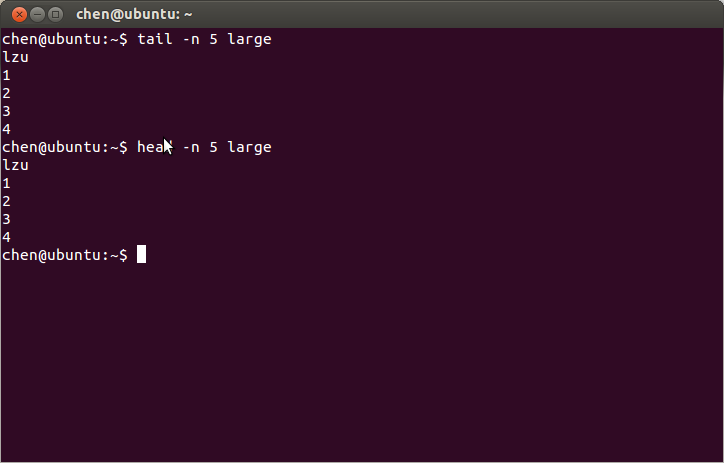 chen@ubuntu: ~
chen@ubuntu:~$ tail -n 5 large
lzu
1
2
3
4
chen@ubuntu:~$ head -n 5 large
lzu
1
2
3
4
chen@ubuntu:~$